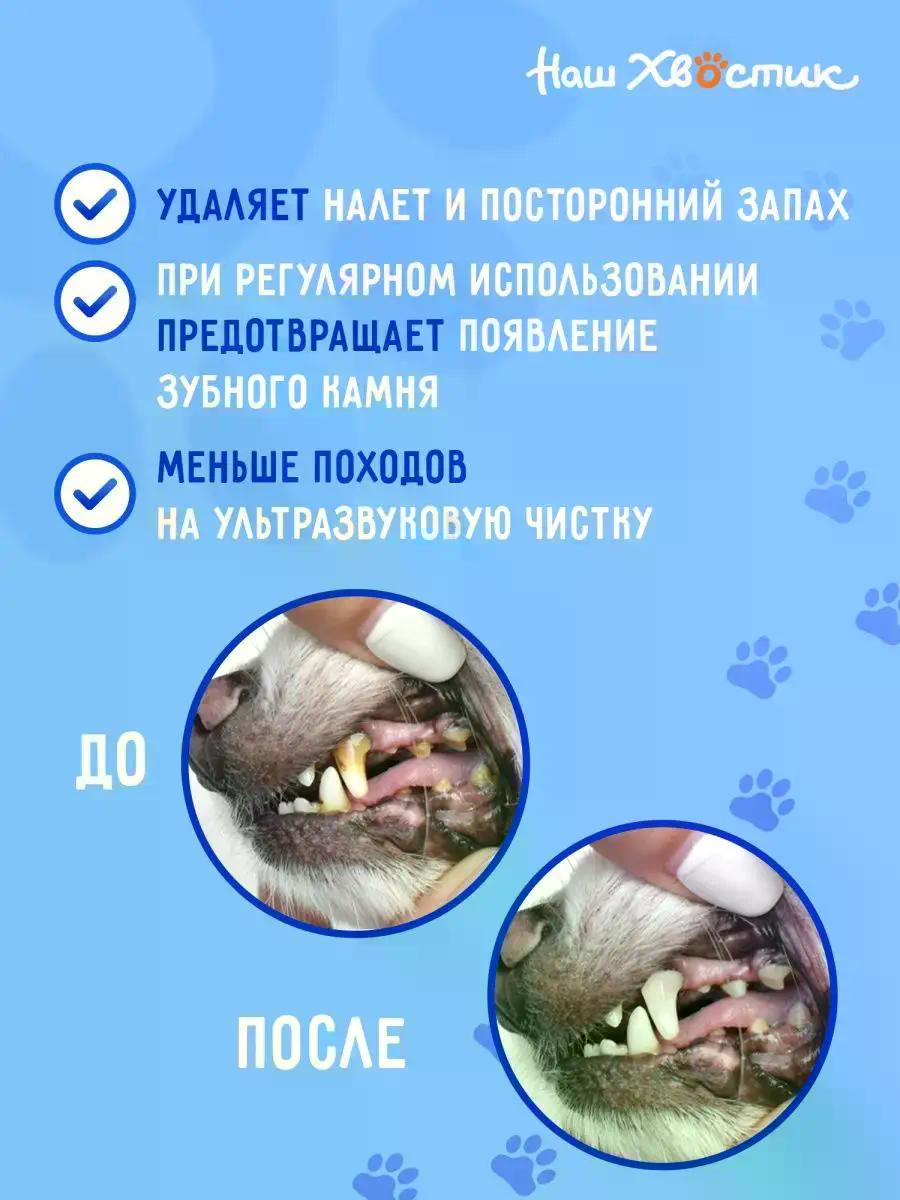 Наш Хвостик
УДАЛЯЕТ НАЛЕТ И ПОСТОРОННИЙ ЗАПАХ
ПРИ РЕГУЛЯРНОМ ИСПОЛЬЗОВАНИИ
ПРЕДОТВРАЩАЕТ ПОЯВЛЕНИЕ
ЗУБНОГО КАМНЯ
МЕНЬШЕ ПОХОДОВ
НА УЛЬТРАЗВУКОВУЮ ЧИСТКУ
ДО
ПОСЛЕ